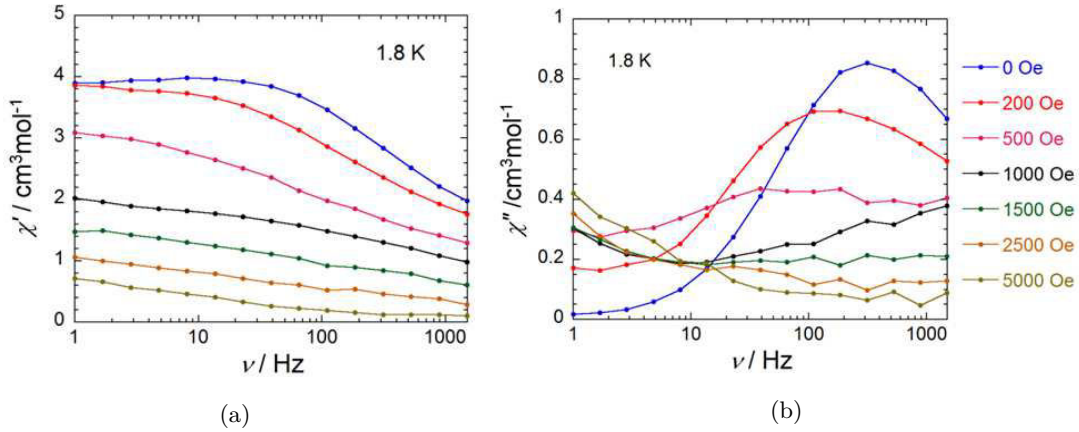 5
4
3
2
1
0
χ′ / cm³mol⁻¹
1.8 K
1 10 100 1000
ν / Hz
(a)
1
0.8
0.6
0.4
0.2
0
χ″ /cm³mol⁻¹
1.8 K
1 10 100 1000
ν / Hz
(b)
0 Oe
200 Oe
500 Oe
1000 Oe
1500 Oe
2500 Oe
5000 Oe